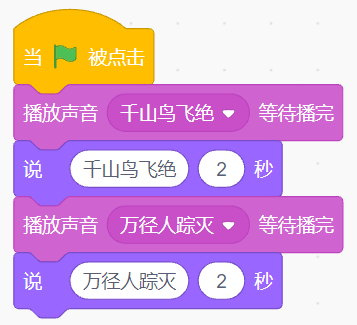 当 被点击
播放声音 千山鸟飞绝 等待播完
说 千山鸟飞绝 2 秒
播放声音 万径人踪灭 等待播完
说 万径人踪灭 2 秒